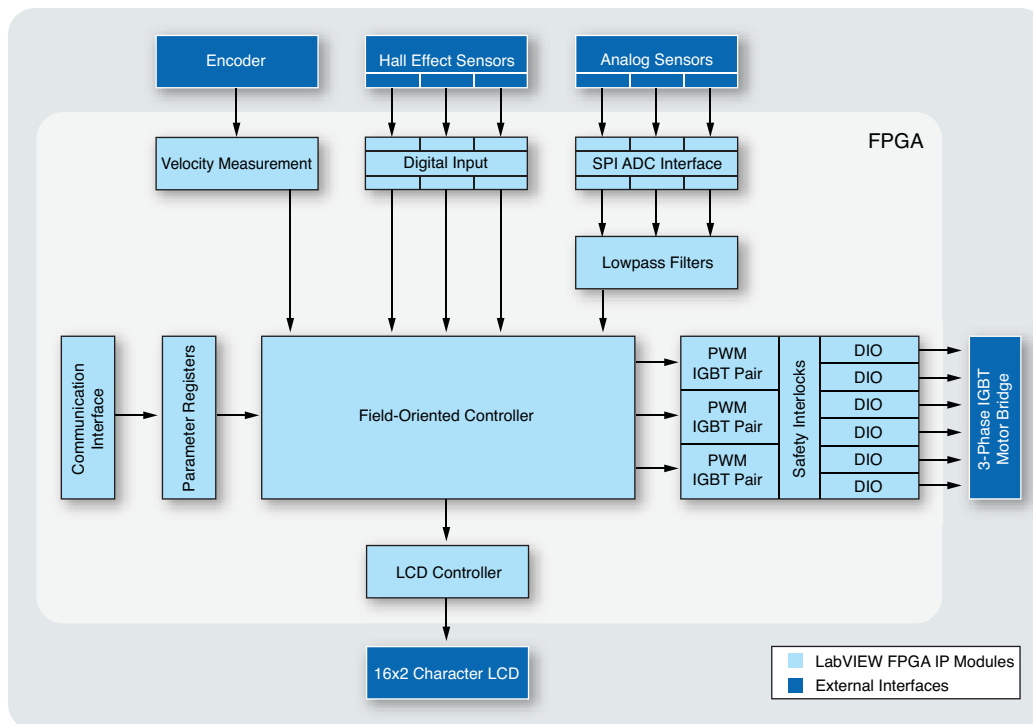 Encoder
Hall Effect Sensors
Analog Sensors
FPGA
Velocity Measurement
Digital Input
SPI ADC Interface
Lowpass Filters
Communication
Interface
Parameter Registers
Field-Oriented Controller
PWM
IGBT Pair
PWM
IGBT Pair
PWM
IGBT Pair
Safety Interlocks
DIO
DIO
DIO
DIO
DIO
DIO
3-Phase IGBT
Motor Bridge
LCD Controller
16x2 Character LCD
LabVIEW FPGA IP Modules
External Interfaces